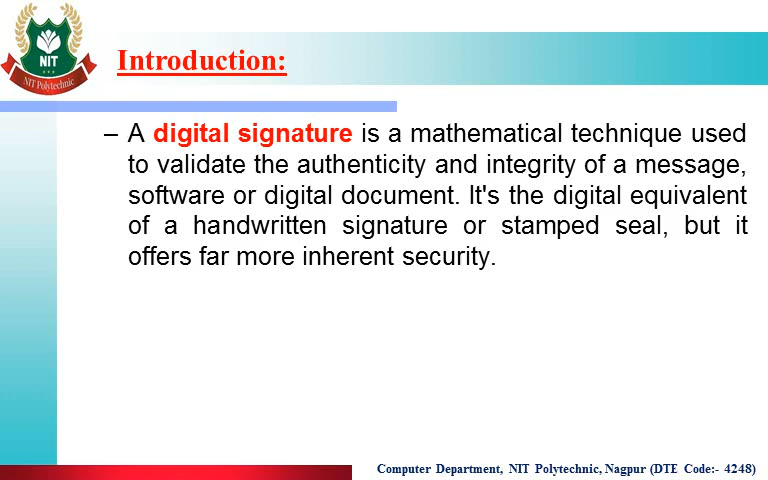 NIT
NIT Polytechnic
Introduction:
– A digital signature is a mathematical technique used
to validate the authenticity and integrity of a message,
software or digital document. It's the digital equivalent
of a handwritten signature or stamped seal, but it
offers far more inherent security.
Computer Department, NIT Polytechnic, Nagpur (DTE Code:- 4248)